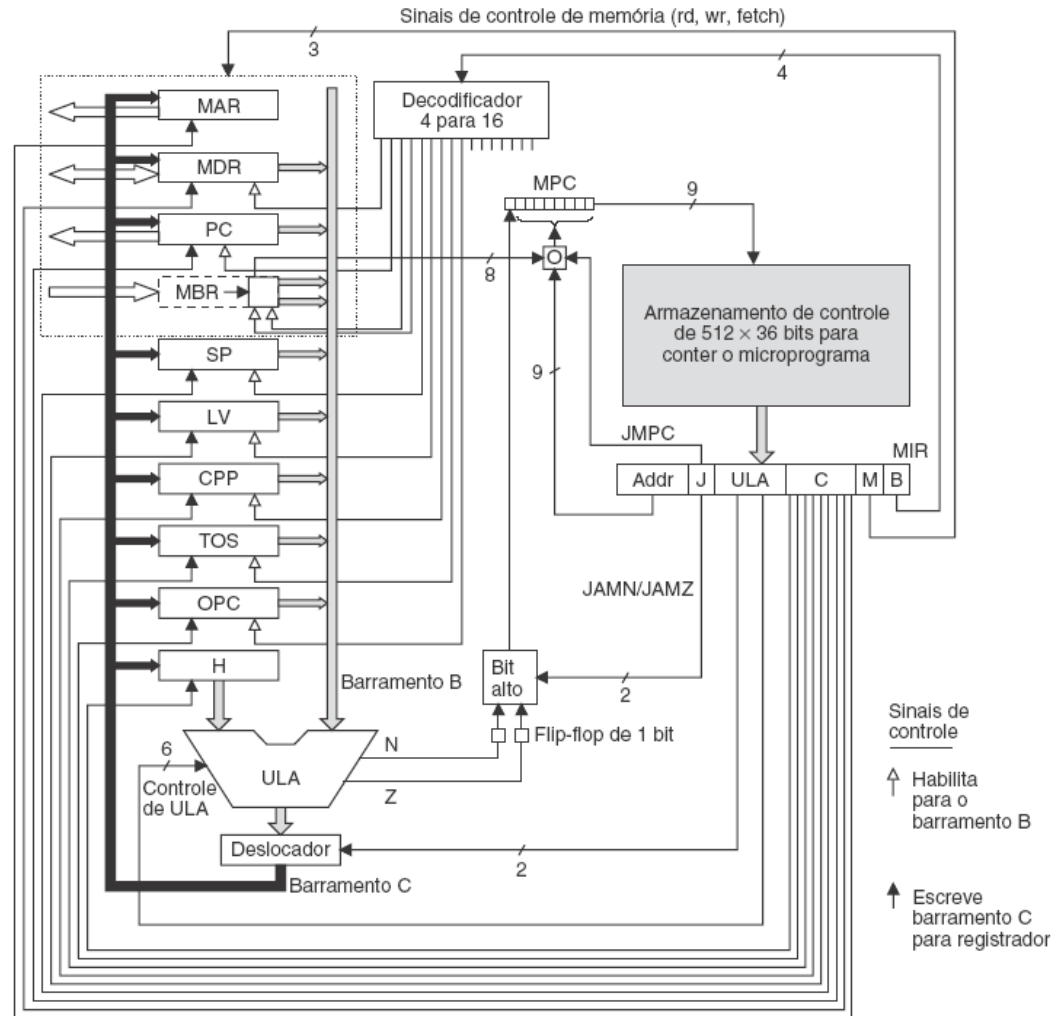 Sinais de controle de memória (rd, wr, fetch)
3
4
MAR
Decodificador
4 para 16
MDR
MPC
9
PC
8
O
MBR
Armazenamento de controle
de 512 × 36 bits para
conter o microprograma
SP
9
LV
JMPC
MIR
CPP
Addr
J
ULA
C
M
B
TOS
JAMN/JAMZ
OPC
H
Bit
alto
2
Barramento B
Sinais de
controle
6
N
Flip-flop de 1 bit
ULA
Controle
de ULA
Z
Habilita
para o
barramento B
Deslocador
2
Barramento C
Escreve
barramento C
para registrador